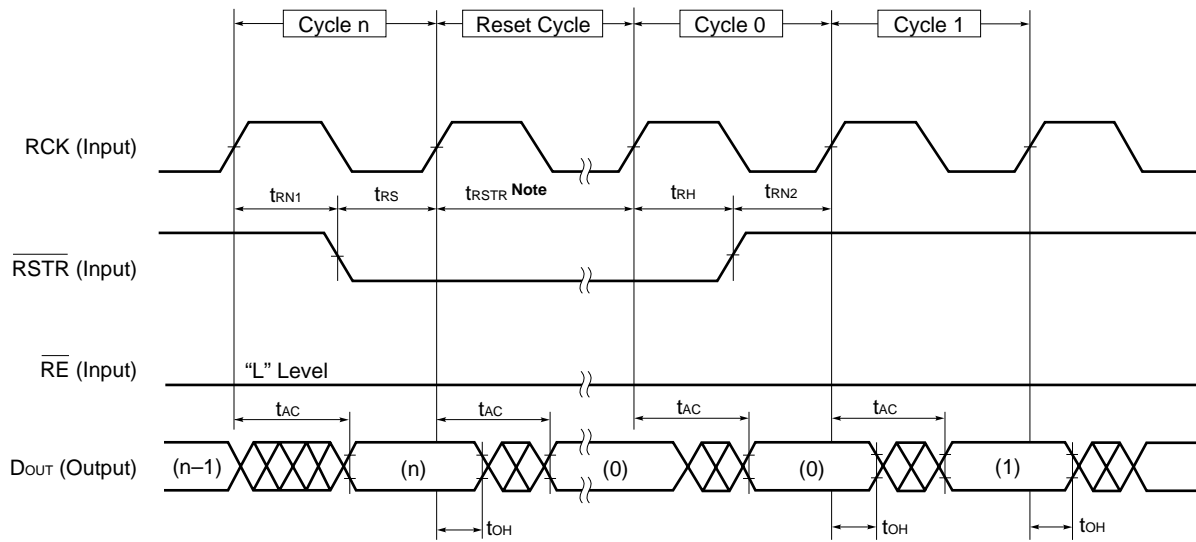 Cycle n Reset Cycle Cycle 0 Cycle 1
RCK (Input)
tRN1 tRS tRSTR Note tRH tRN2
RSTR (Input)
RE (Input)
“L” Level
tAC tAC tAC tAC
DOUT (Output)
(n–1) (n) (0) (0) (1)
tOH tOH tOH